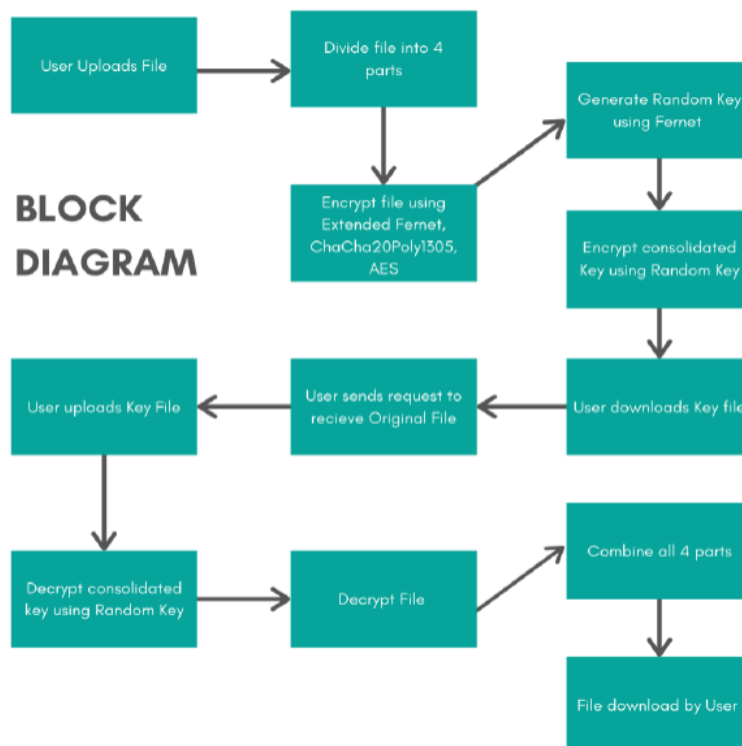 User Uploads File
Divide file into 4
parts
Generate Random Key
using Fernet
BLOCK
DIAGRAM
Encrypt file using
Extended Fernet,
ChaCha20Poly1305,
AES
Encrypt consolidated
Key using Random Key
User uploads Key File
User sends request to
recieve Original File
User downloads Key file
Decrypt consolidated
key using Random Key
Decrypt File
Combine all 4 parts
File download by User